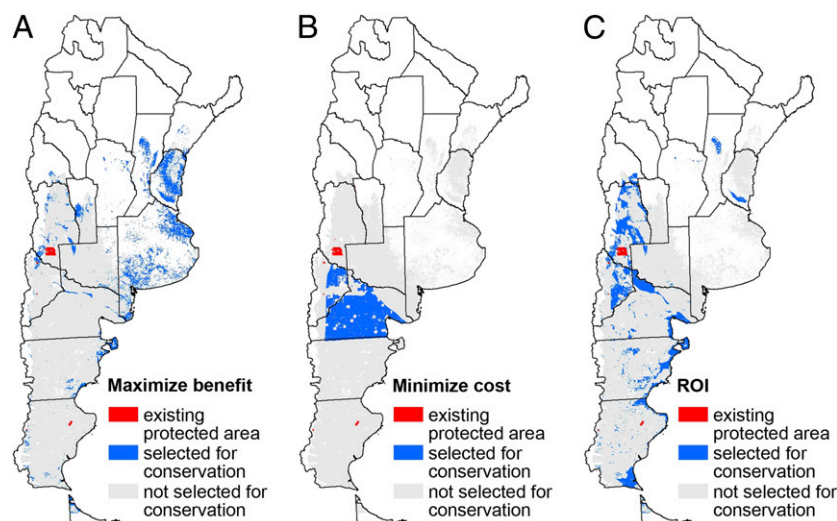 A
B
C
Maximize benefit
existing
protected area
selected for
conservation
not selected for
conservation
Minimize cost
existing
protected area
selected for
conservation
not selected for
conservation
ROI
existing
protected area
selected for
conservation
not selected for
conservation